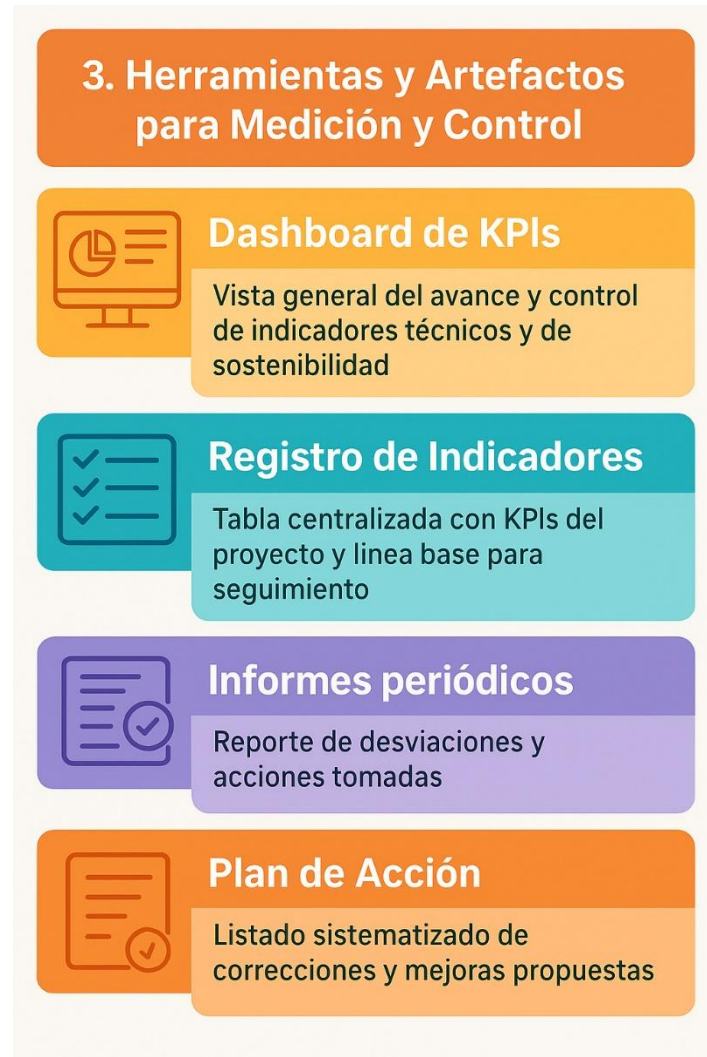 3. Herramientas y Artefactos
para Medición y Control
Dashboard de KPIs
Vista general del avance y control
de indicadores técnicos y de
sostenibilidad
Registro de Indicadores
Tabla centralizada con KPIs del
proyecto y linea base para
seguimiento
Informes periódicos
Reporte de desviaciones y
acciones tomadas
Plan de Acción
Listado sistematizado de
correcciones y mejoras propuestas